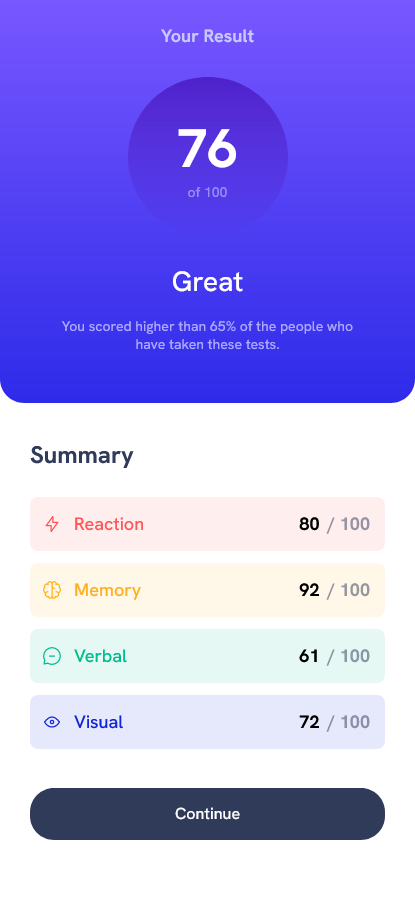 Your Result
76
of 100
Great
You scored higher than 65% of the people who
have taken these tests.
Summary
Reaction 80 / 100
Memory 92 / 100
Verbal 61 / 100
Visual 72 / 100
Continue